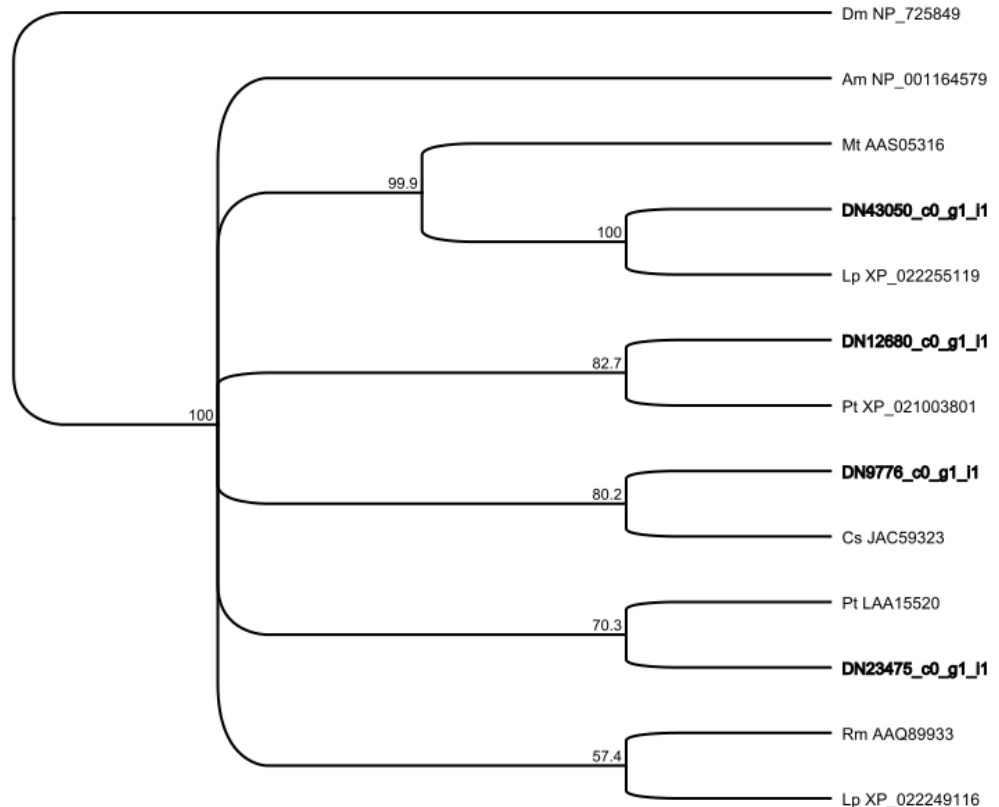 Dm NP_725849
Am NP_001164579
Mt AAS05316
99.9
DN43050_c0_g1_i1
100
Lp XP_022255119
DN12680_c0_g1_i1
82.7
Pt XP_021003801
100
DN9776_c0_g1_i1
80.2
Cs JAC59323
Pt LAA15520
70.3
DN23475_c0_g1_i1
Rm AAQ89933
57.4
Lp XP_022249116